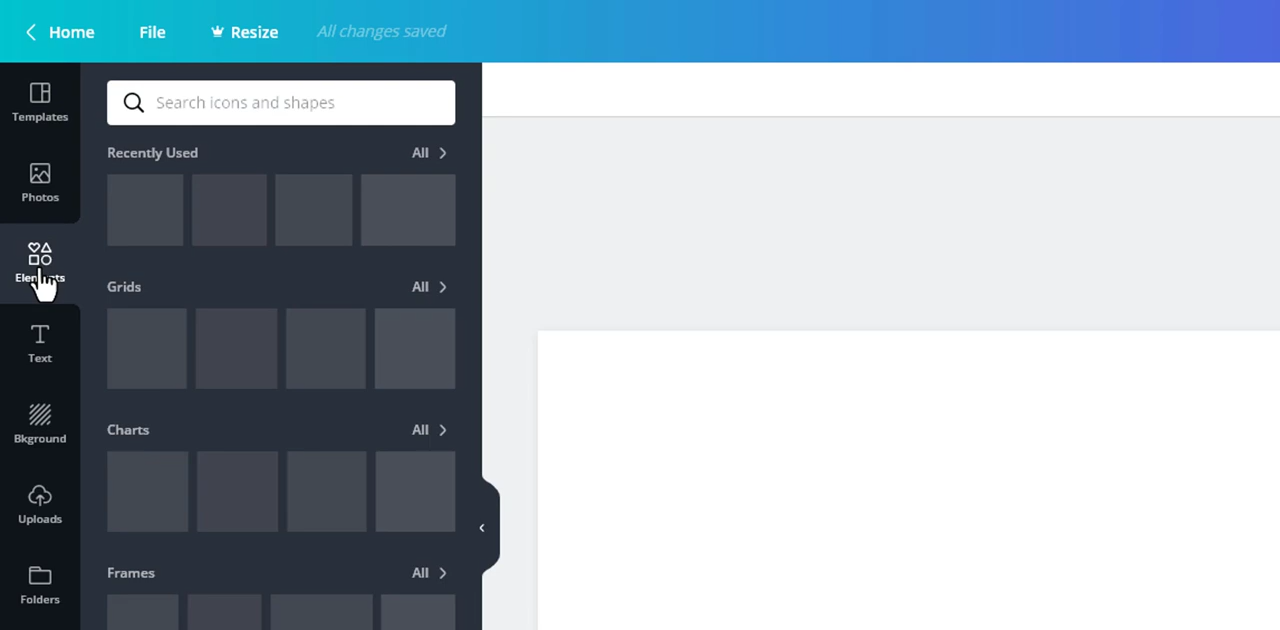 Home
File
Resize
All changes saved
Templates
Photos
Elements
Text
Bkground
Uploads
Folders
Search icons and shapes
Recently Used
All
Grids
All
Charts
All
Frames
All